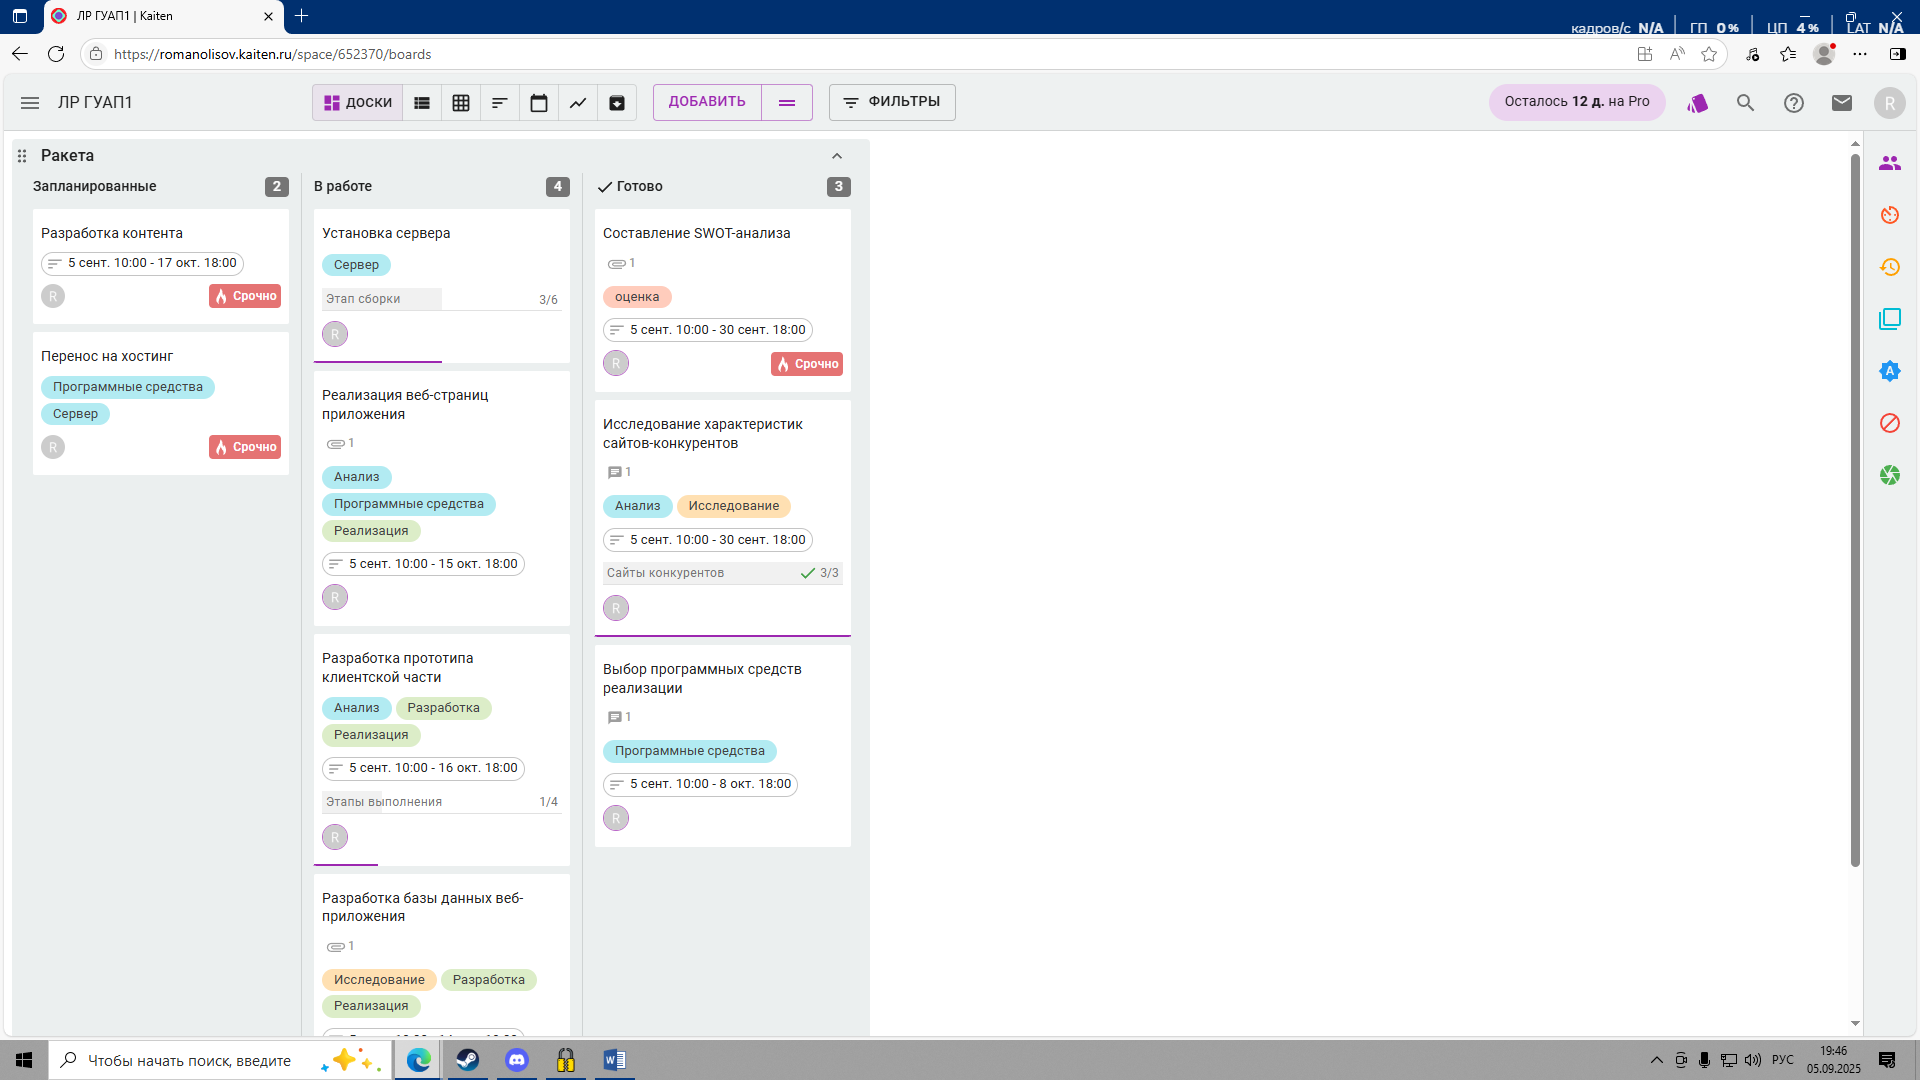 ЛР ГУАП1 | Kaiten
кадров/с N/A ГП 0% ЦП 4% LAT N/A
https://romanolisov.kaiten.ru/space/652370/boards
ЛР ГУАП1
ДОСКИ
ДОБАВИТЬ
ФИЛЬТРЫ
Осталось 12 д. на Pro
R
Ракета
Запланированные 2
Разработка контента
5 сент. 10:00 - 17 окт. 18:00
R Срочно
Перенос на хостинг
Программные средства
Сервер
R Срочно
В работе 4
Установка сервера
Сервер
Этап сборки 3/6
R
Реализация веб-страниц
приложения
1
Анализ
Программные средства
Реализация
5 сент. 10:00 - 15 окт. 18:00
R
Разработка прототипа
клиентской части
Анализ Разработка
Реализация
5 сент. 10:00 - 16 окт. 18:00
Этапы выполнения 1/4
R
Разработка базы данных веб-
приложения
1
Исследование Разработка
Реализация
Готово 3
Составление SWOT-анализа
1
оценка
5 сент. 10:00 - 30 сент. 18:00
R Срочно
Исследование характеристик
сайтов-конкурентов
1
Анализ Исследование
5 сент. 10:00 - 30 сент. 18:00
Сайты конкурентов 3/3
R
Выбор программных средств
реализации
1
Программные средства
5 сент. 10:00 - 8 окт. 18:00
R
A
Чтобы начать поиск, введите
РУС
19:46
05.09.2025